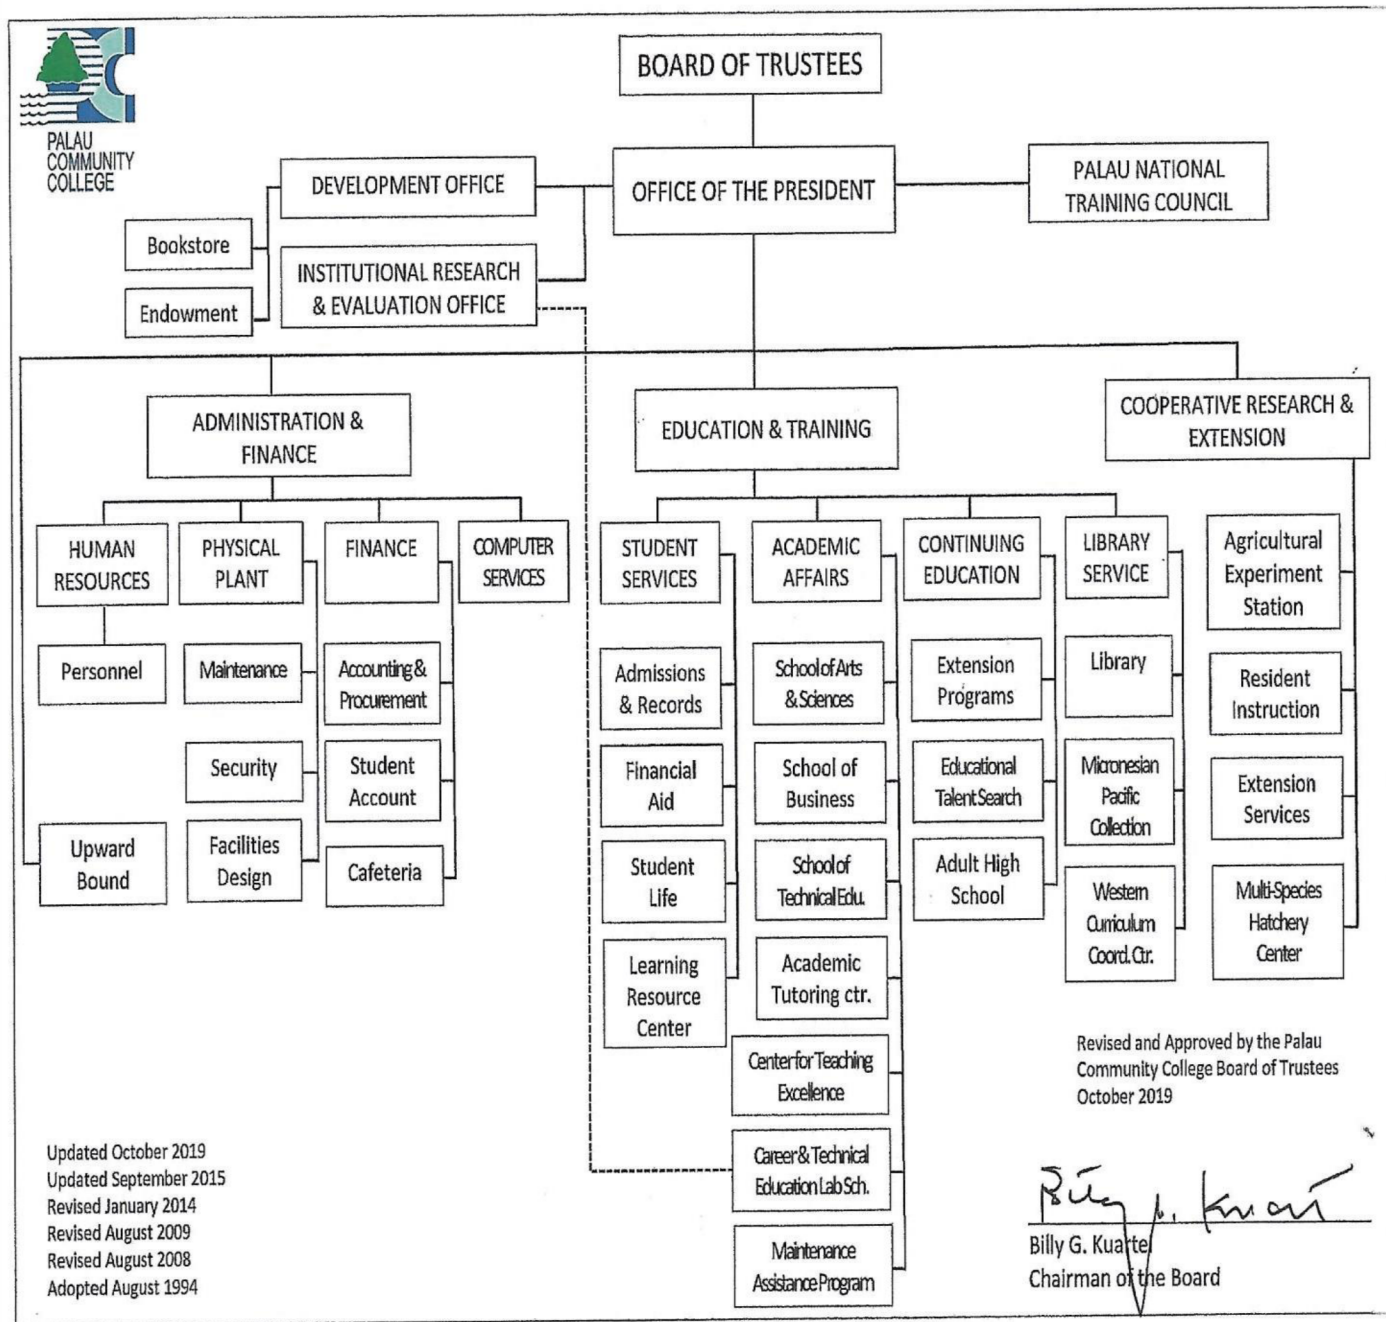 PALAU
COMMUNITY
COLLEGE
BOARD OF TRUSTEES
DEVELOPMENT OFFICE
OFFICE OF THE PRESIDENT
PALAU NATIONAL
TRAINING COUNCIL
Bookstore
Endowment
INSTITUTIONAL RESEARCH
& EVALUATION OFFICE
ADMINISTRATION &
FINANCE
EDUCATION & TRAINING
COOPERATIVE RESEARCH &
EXTENSION
HUMAN
RESOURCES
Personnel
Upward
Bound
PHYSICAL
PLANT
Maintenance
Security
Facilities
Design
FINANCE
Accounting &
Procurement
Student
Account
Cafeteria
COMPUTER
SERVICES
STUDENT
SERVICES
Admissions
& Records
Financial
Aid
Student
Life
Learning
Resource
Center
ACADEMIC
AFFAIRS
School of Arts
& Sciences
School of
Business
School of
Technical Edu.
Academic
Tutoring ctr.
Center for Teaching
Excellence
Career & Technical
Education Lab Sch.
Maintenance
Assistance Program
CONTINUING
EDUCATION
Extension
Programs
Educational
Talent Search
Adult High
School
LIBRARY
SERVICE
Library
Micronesian
Pacific
Collection
Western
Curriculum
Coord. Ctr.
Agricultural
Experiment
Station
Resident
Instruction
Extension
Services
Multi-Species
Hatchery
Center
Revised and Approved by the Palau
Community College Board of Trustees
October 2019
Updated October 2019
Updated September 2015
Revised January 2014
Revised August 2009
Revised August 2008
Adopted August 1994
Billy G. Kuartei
Chairman of the Board